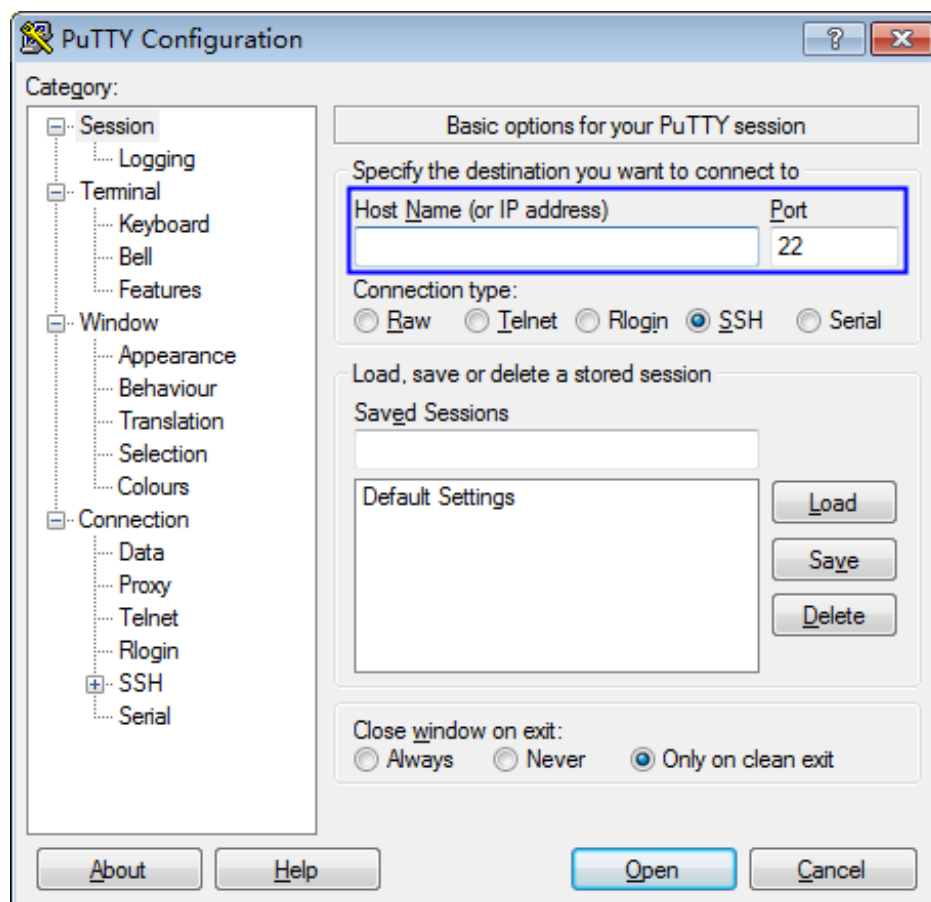 PuTTY Configuration
Category:
Session
Logging
Terminal
Keyboard
Bell
Features
Window
Appearance
Behaviour
Translation
Selection
Colours
Connection
Data
Proxy
Telnet
Rlogin
SSH
Serial
Basic options for your PuTTY session
Specify the destination you want to connect to
Host Name (or IP address) Port
22
Connection type:
Raw Telnet Rlogin SSH Serial
Load, save or delete a stored session
Saved Sessions
Default Settings
Load
Save
Delete
Close window on exit:
Always Never Only on clean exit
About Help Open Cancel